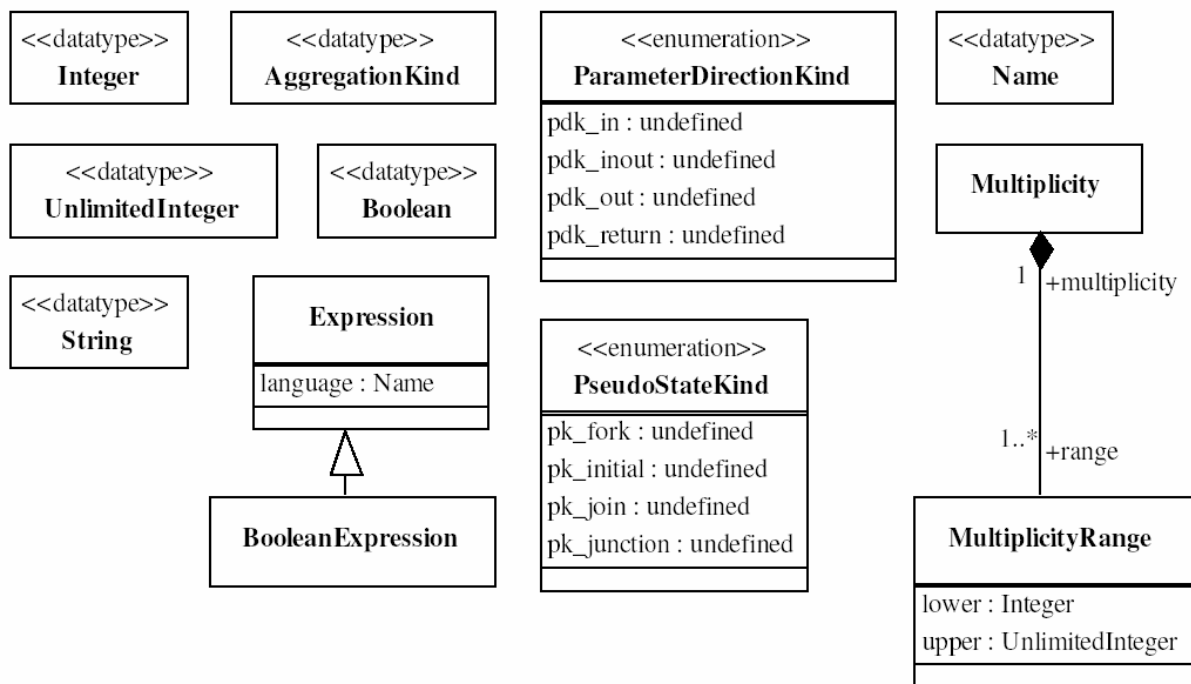 <<datatype>>
Integer
<<datatype>>
AggregationKind
<<enumeration>>
ParameterDirectionKind
pdk_in : undefined
pdk_inout : undefined
pdk_out : undefined
pdk_return : undefined
<<datatype>>
Name
<<datatype>>
UnlimitedInteger
<<datatype>>
Boolean
Multiplicity
1
+multiplicity
<<datatype>>
String
Expression
language : Name
<<enumeration>>
PseudoStateKind
pk_fork : undefined
pk_initial : undefined
pk_join : undefined
pk_junction : undefined
1..*
+range
BooleanExpression
MultiplicityRange
lower : Integer
upper : UnlimitedInteger